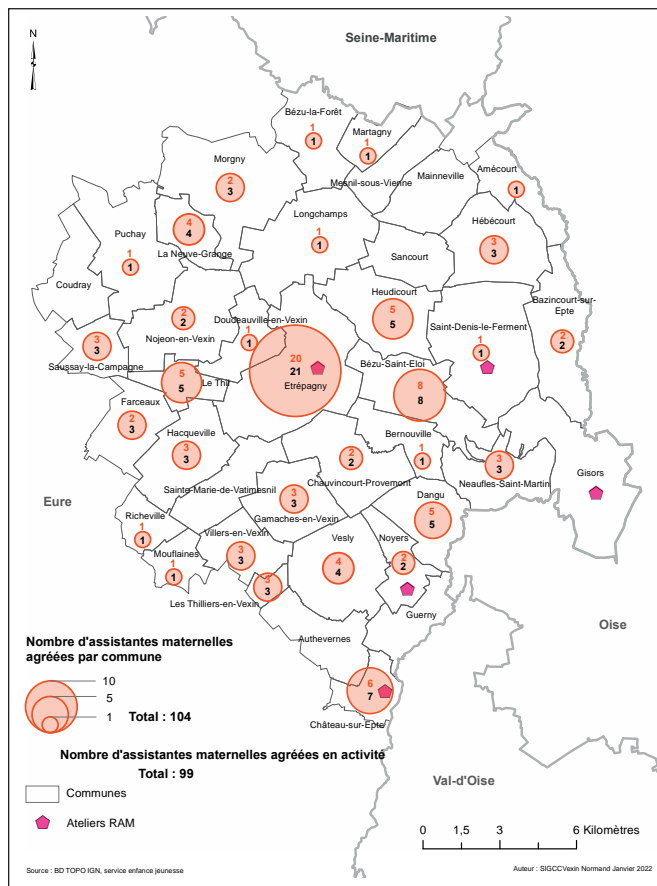 Seine-Maritime
N
Bézu-la-Forêt
1
1
Martagny
1
1
Morgny
2
3
Mesnil-sous-Vienne
Mainneville
Amécourt
1
Longchamps
1
1
Hébécourt
3
3
Puchay
1
1
4
4
La Neuve-Grange
Sancourt
Coudray
Heudicourt
5
5
Bazincourt-sur-
Epte
2
2
2
2
Nojeon-en-Vexin
Doudeauville-en-Vexin
1
1
Saint-Denis-le-Ferment
1
1
3
3
Saussay-la-Campagne
20
21
Etrépagny
Bézu-Saint-Eloi
8
8
5
5
Le Thil
Farceaux
2
3
Hacqueville
3
3
Bernouville
1
1
2
2
Chauvincourt-Provemont
3
3
Neaufles-Saint-Martin
Gisors
Sainte-Marie-de-Vatimesnil
3
3
Gamaches-en-Vexin
Dangu
5
5
Eure
Richeville
1
1
Villers-en-Vexin
3
3
Vesly
4
4
Noyers
2
2
Mouflaines
1
1
3
3
Les Thilliers-en-Vexin
Guerny
Oise
Authevernes
6
7
Château-sur-Epte
Val-d'Oise
Nombre d'assistantes maternelles
agréées par commune
10
5
1
Total : 104
Nombre d'assistantes maternelles agréées en activité
Total : 99
Communes
Ateliers RAM
0 1,5 3 6 Kilomètres
Source : BD TOPO IGN, service enfance jeunesse
Auteur : SIGCCVexin Normand Janvier 2022